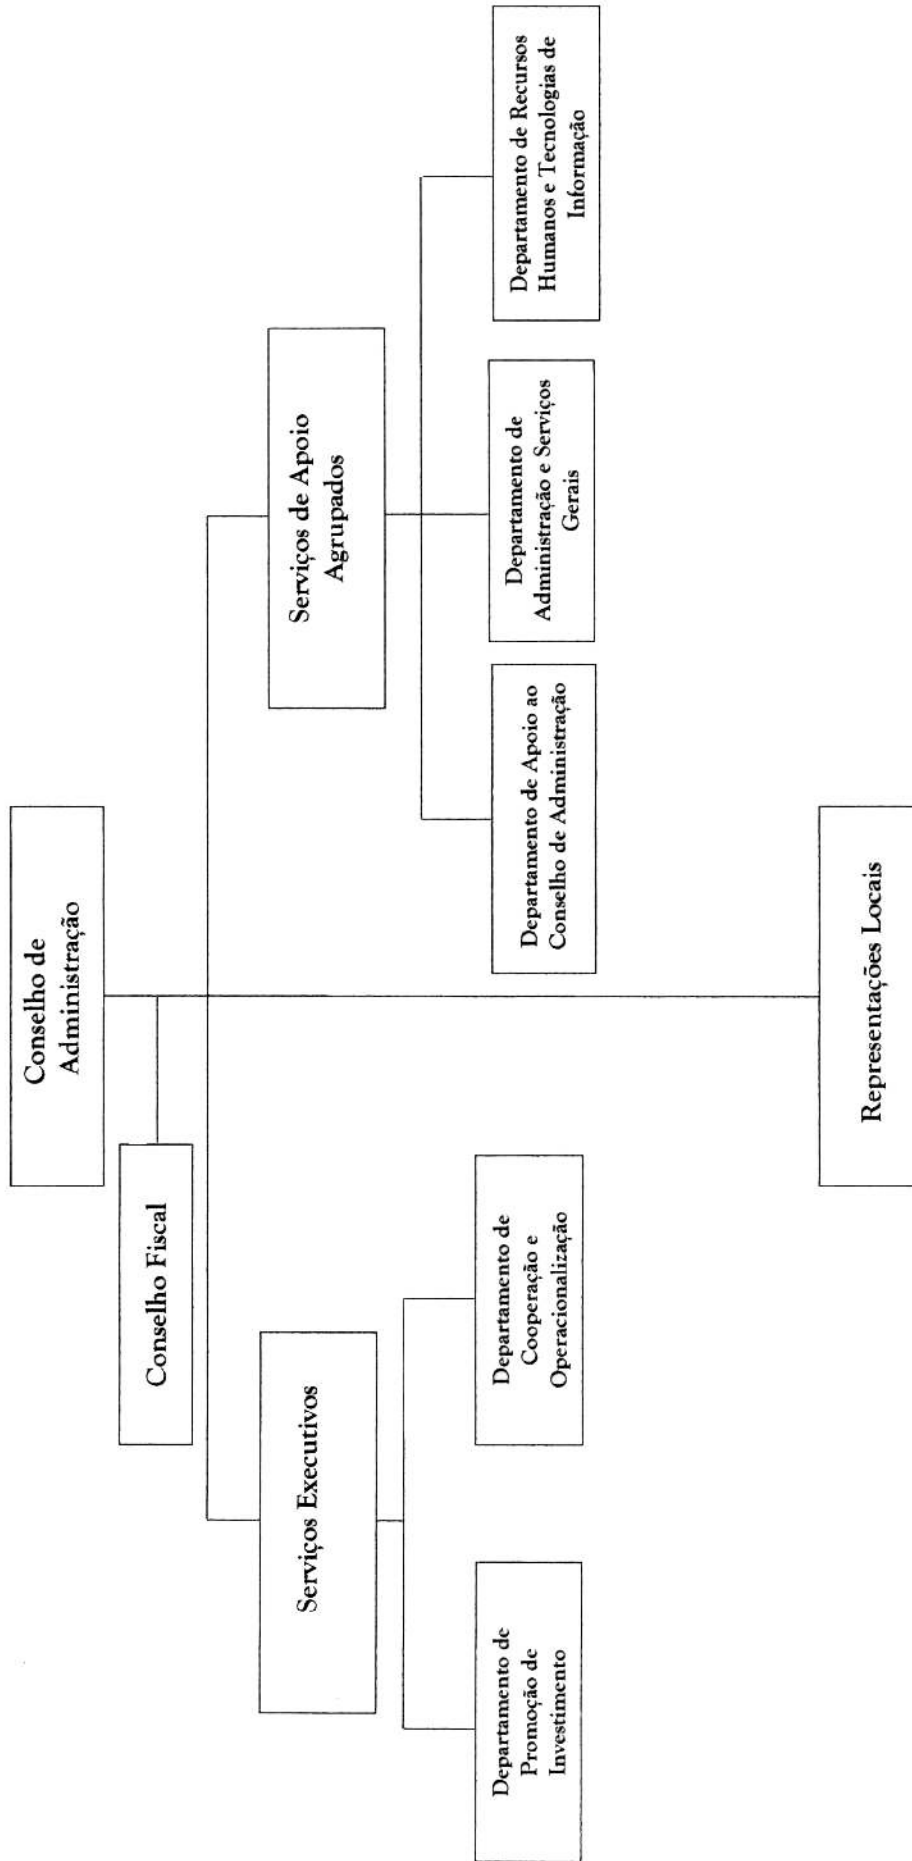 Conselho de
Administração
Conselho Fiscal
Serviços Executivos
Serviços de Apoio
Agrupados
Departamento de
Promoção de
Investimento
Departamento de
Cooperação e
Operacionalização
Departamento de Apoio ao
Conselho de Administração
Departamento de
Administração e Serviços
Gerais
Departamento de Recursos
Humanos e Tecnologias de
Informação
Representações Locais